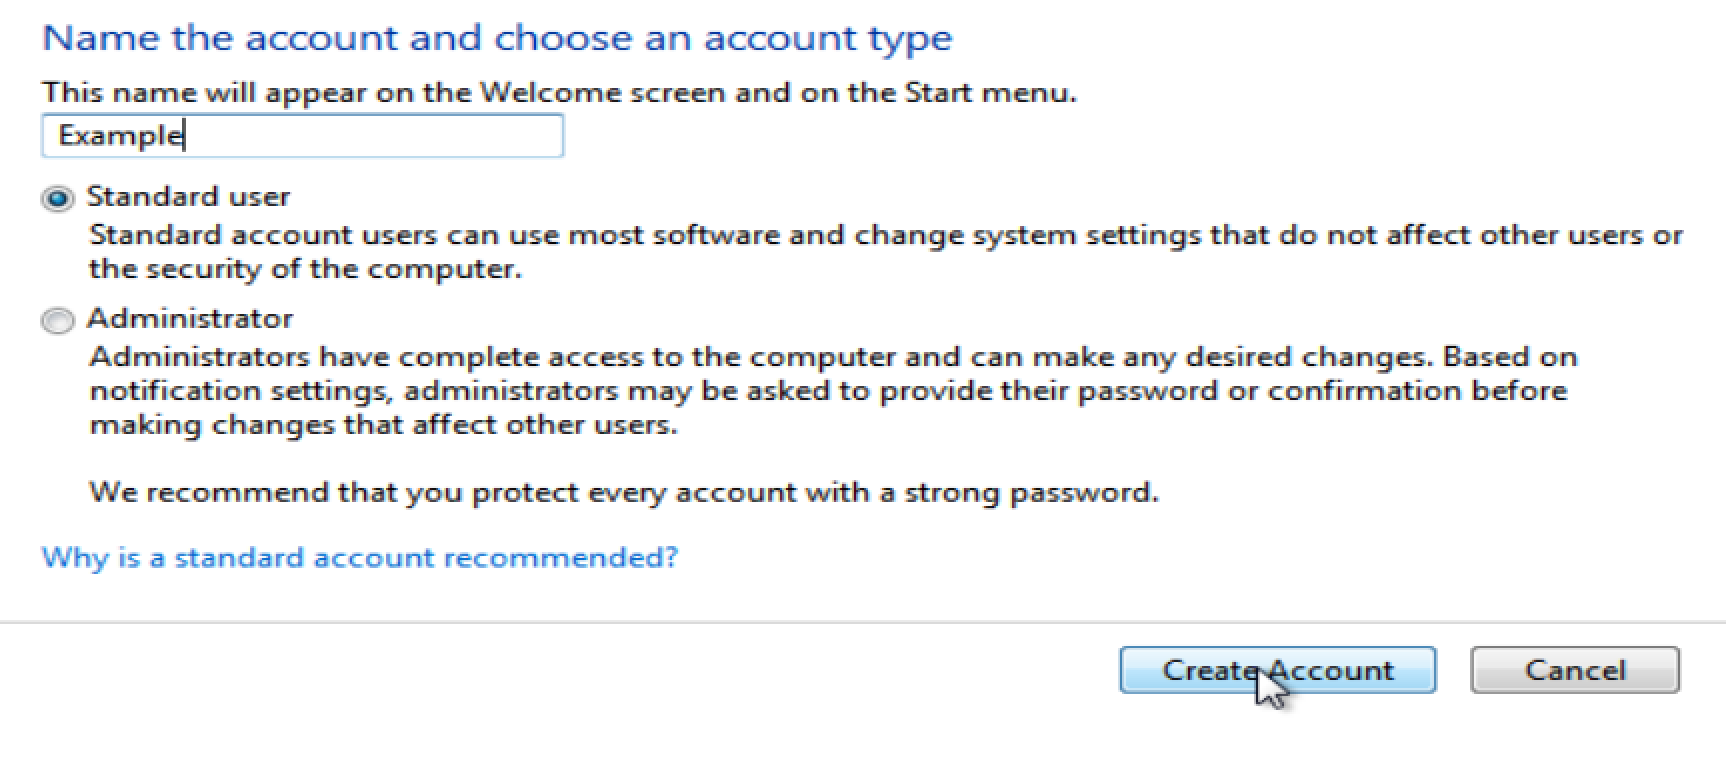 Name the account and choose an account type
This name will appear on the Welcome screen and on the Start menu.
Example
Standard user
Standard account users can use most software and change system settings that do not affect other users or
the security of the computer.
Administrator
Administrators have complete access to the computer and can make any desired changes. Based on
notification settings, administrators may be asked to provide their password or confirmation before
making changes that affect other users.
We recommend that you protect every account with a strong password.
Why is a standard account recommended?
Create Account
Cancel